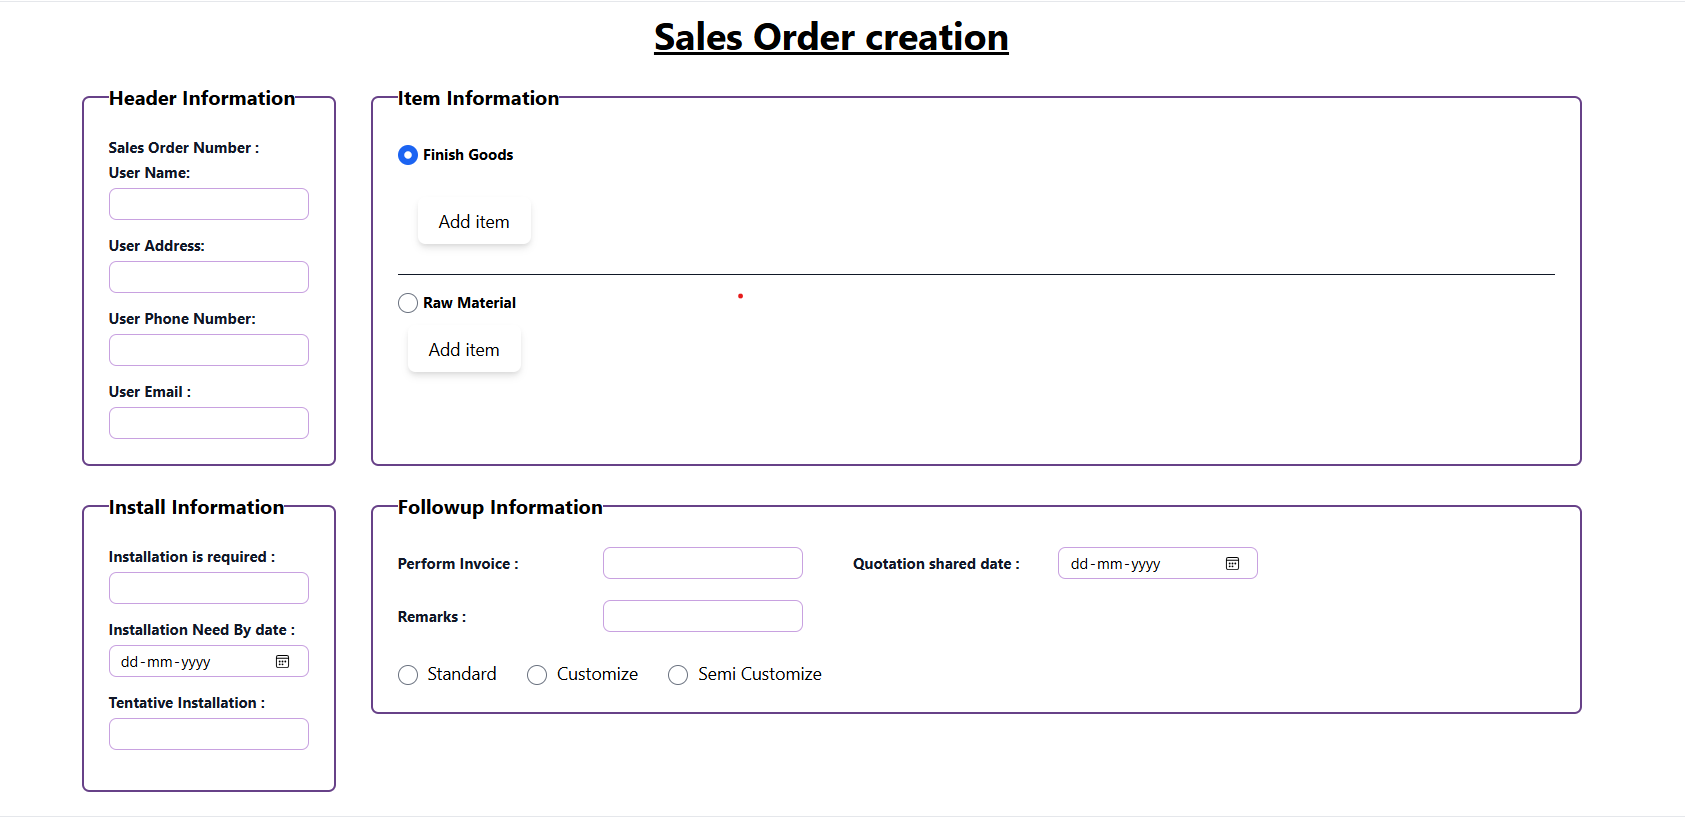 Sales Order creation
Header Information
Sales Order Number :
User Name:
User Address:
User Phone Number:
User Email :
Item Information
Finish Goods
Add item
Raw Material
Add item
Install Information
Installation is required :
Installation Need By date :
dd-mm-yyyy
Tentative Installation :
Followup Information
Perform Invoice :
Quotation shared date :
dd-mm-yyyy
Remarks :
Standard
Customize
Semi Customize